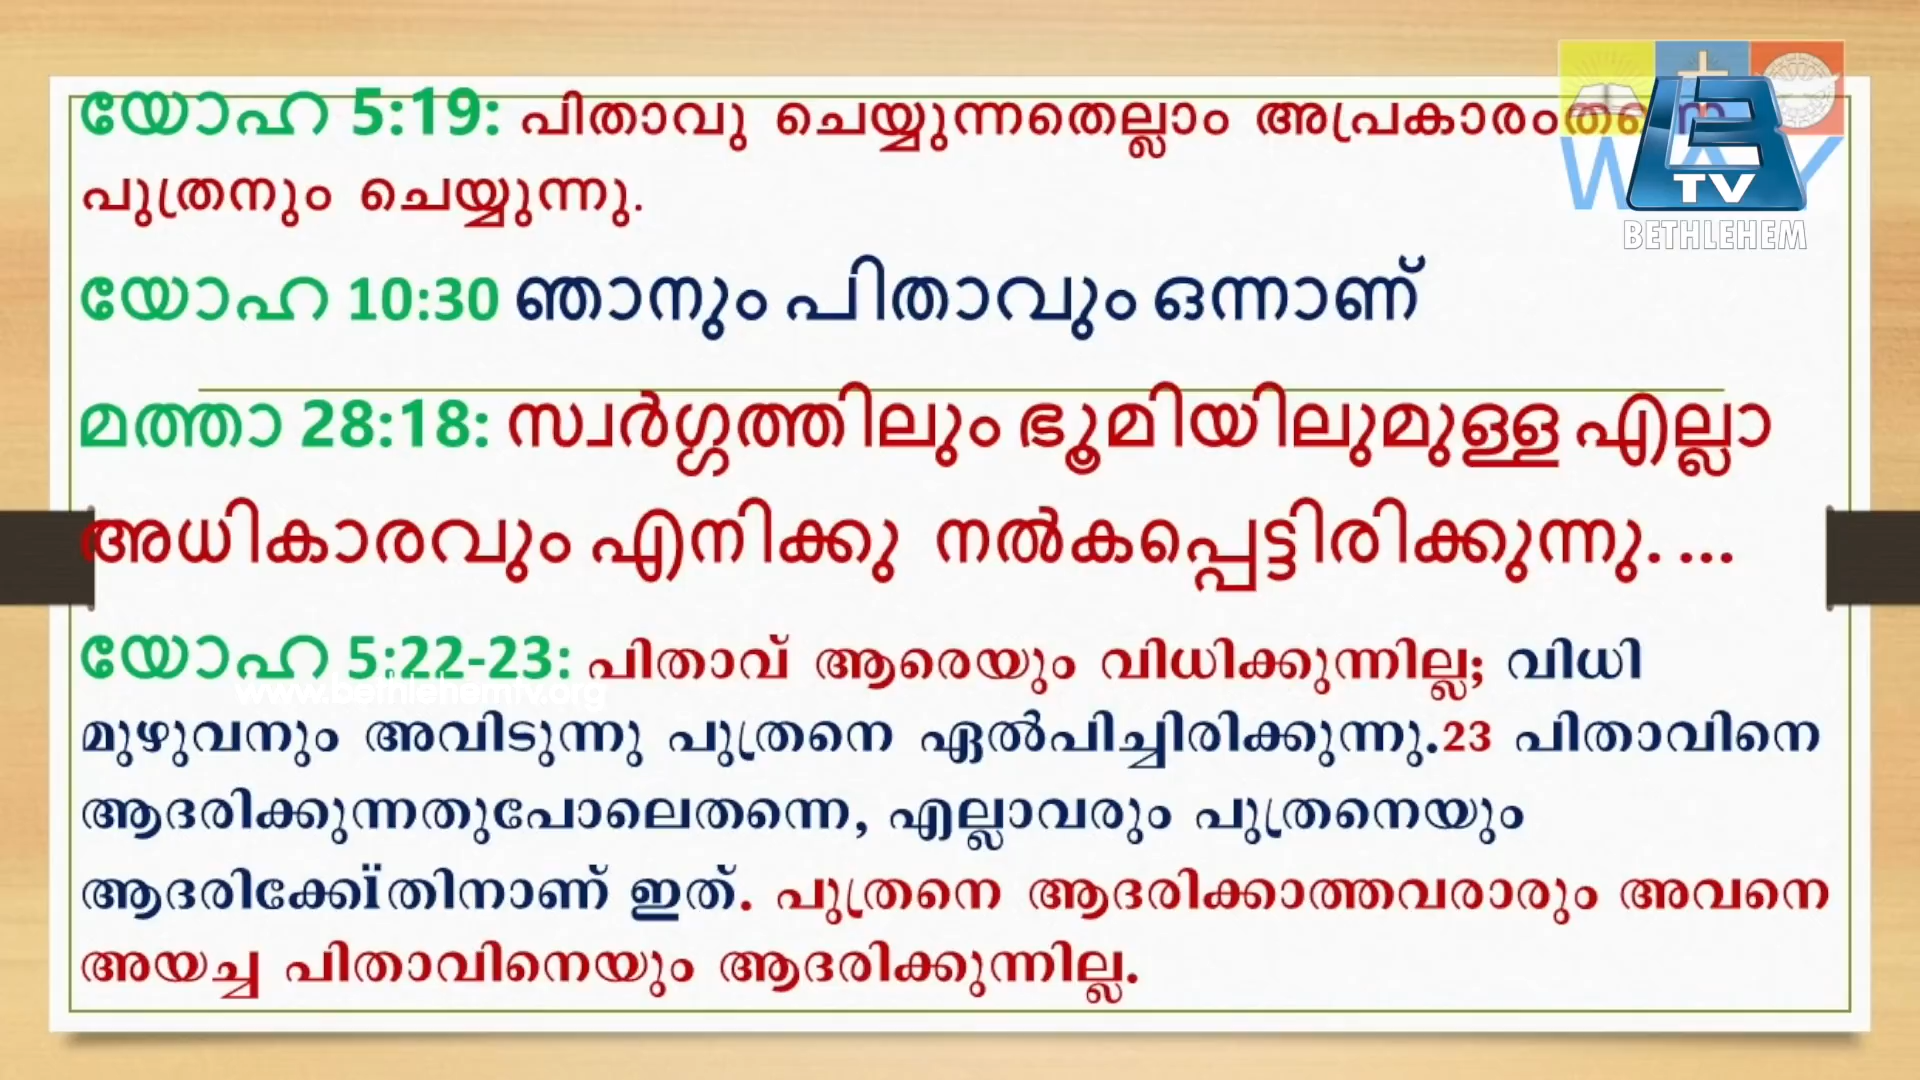 യോഹ 5:19: പിതാവു ചെയ്യുന്നതെല്ലാം അപ്രകാരംതന്നെ
പുത്രനും ചെയ്യുന്നു.
യോഹ 10:30 ഞാനും പിതാവും ഒന്നാണ്
മത്താ 28:18: സ്വർഗ്ഗത്തിലും ഭൂമിയിലുമുള്ള എല്ലാ
അധികാരവും എനിക്കു നൽകപ്പെട്ടിരിക്കുന്നു. ...
യോഹ 5:22-23: പിതാവ് ആരെയും വിധിക്കുന്നില്ല; വിധി
മുഴുവനും അവിടുന്നു പുത്രനെ ഏൽപിച്ചിരിക്കുന്നു.23 പിതാവിനെ
ആദരിക്കുന്നതുപോലെതന്നെ, എല്ലാവരും പുത്രനെയും
ഇത്. പുത്രനെ ആദരിക്കാത്തവരാരും അവനെ
അയച്ച പിതാവിനെയും ആദരിക്കുന്നില്ല.
WAY
TV
BETHLEHEM
www.bethlehemtv.org